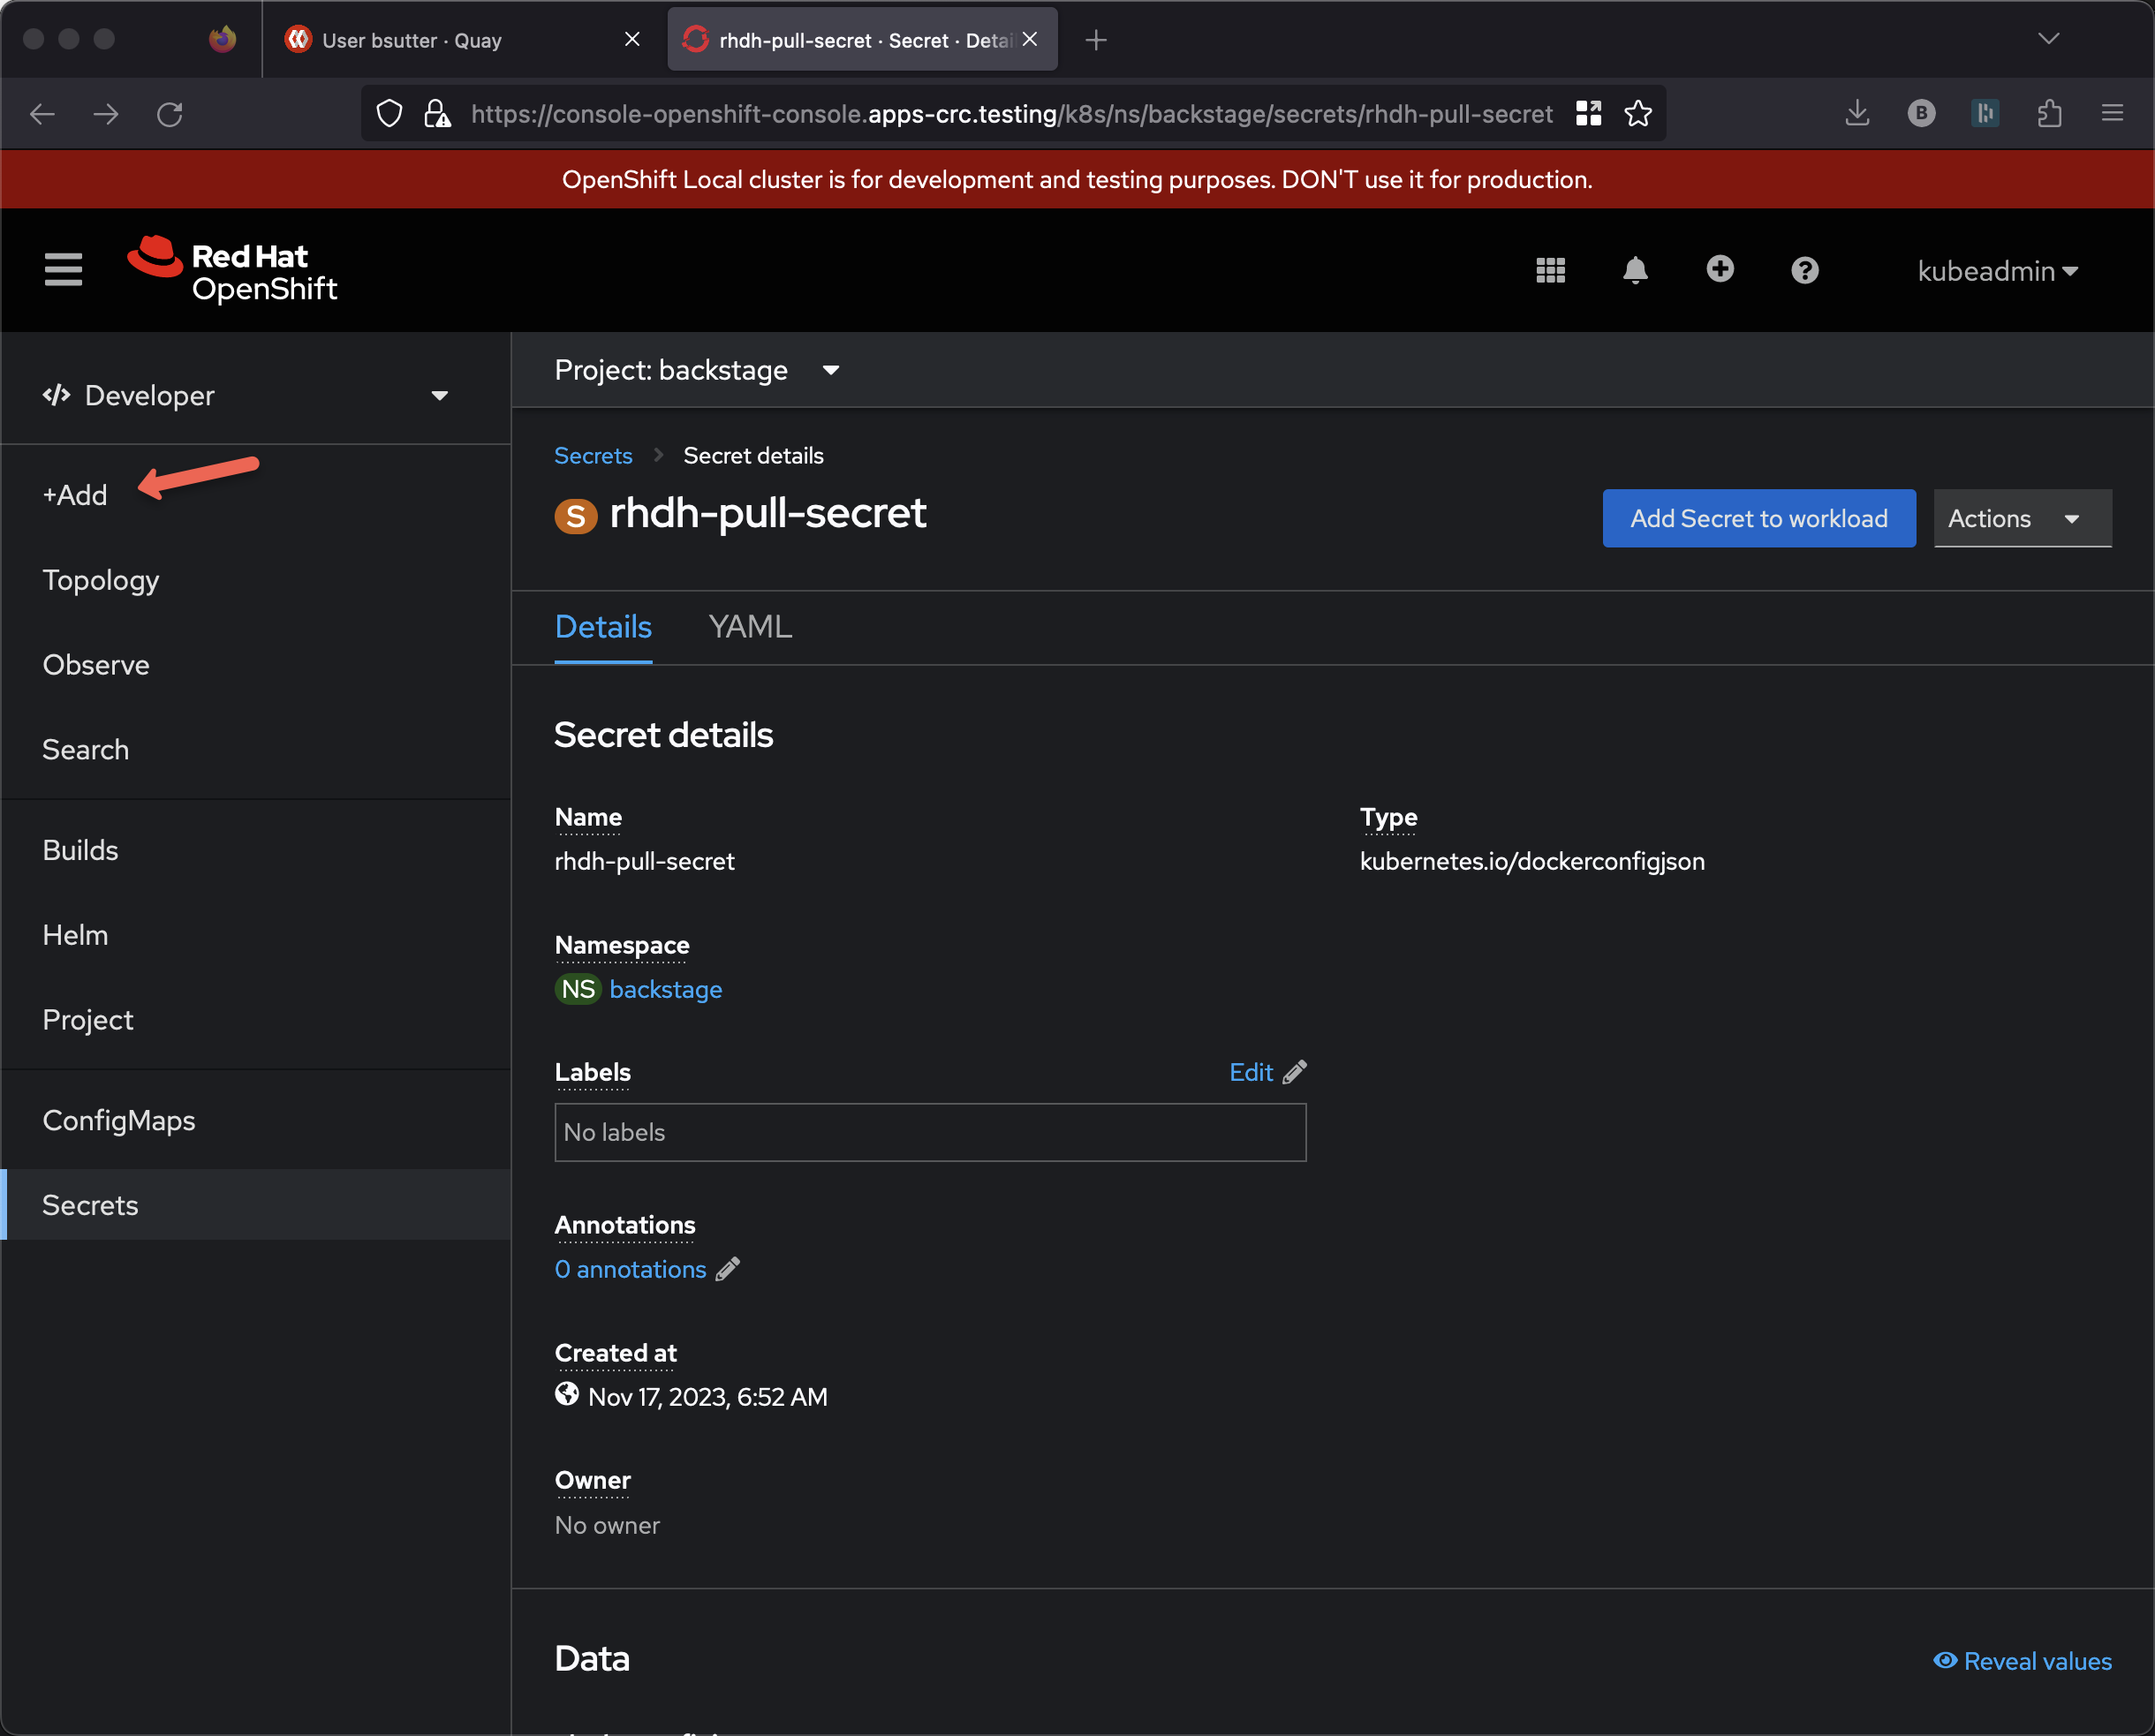 User bsutter · Quay
rhdh-pull-secret · Secret · Detai
https://console-openshift-console.apps-crc.testing/k8s/ns/backstage/secrets/rhdh-pull-secret
B
OpenShift Local cluster is for development and testing purposes. DON'T use it for production.
Red Hat
OpenShift
kubeadmin
Developer
Project: backstage
Secrets
Secret details
+Add
S rhdh-pull-secret
Add Secret to workload
Actions
Topology
Details
YAML
Observe
Search
Secret details
Builds
Name
rhdh-pull-secret
Type
kubernetes.io/dockerconfigjson
Helm
Namespace
NS backstage
Project
Labels
Edit
No labels
ConfigMaps
Secrets
Annotations
0 annotations
Created at
Nov 17, 2023, 6:52 AM
Owner
No owner
Data
Reveal values